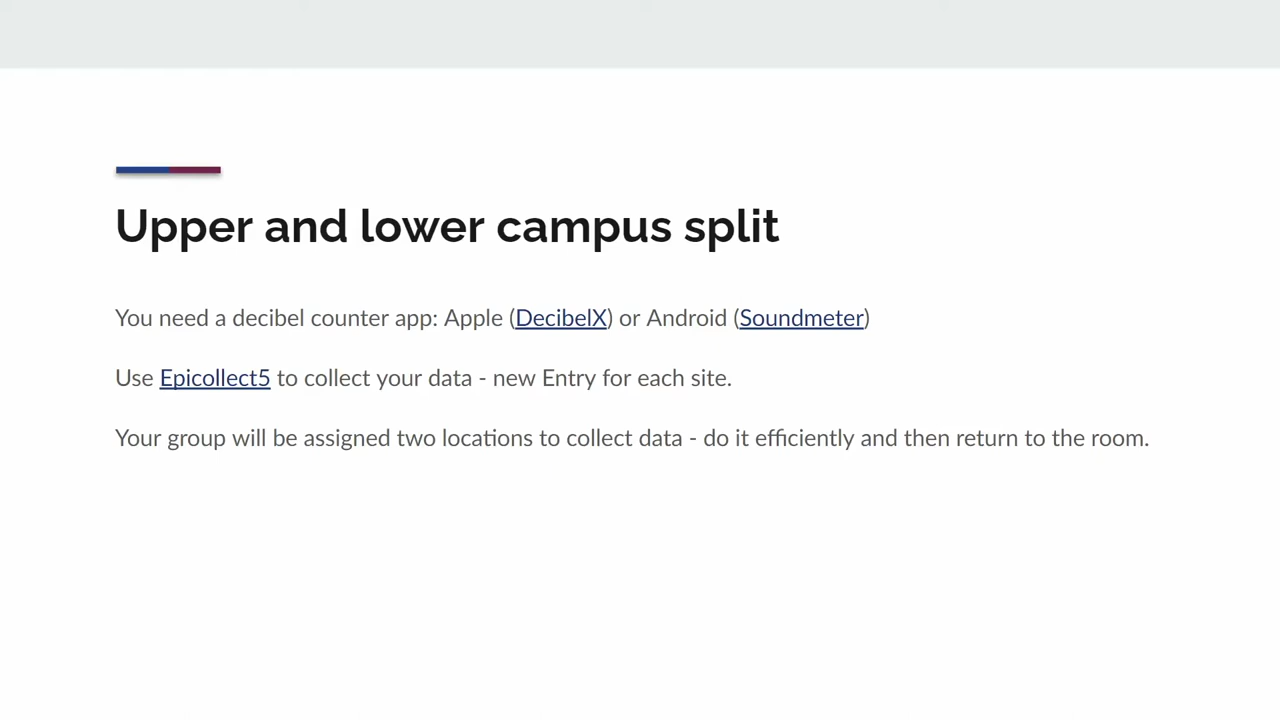 Upper and lower campus split
You need a decibel counter app: Apple (DecibelX) or Android (Soundmeter)
Use Epicollect5 to collect your data - new Entry for each site.
Your group will be assigned two locations to collect data - do it efficiently and then return to the room.